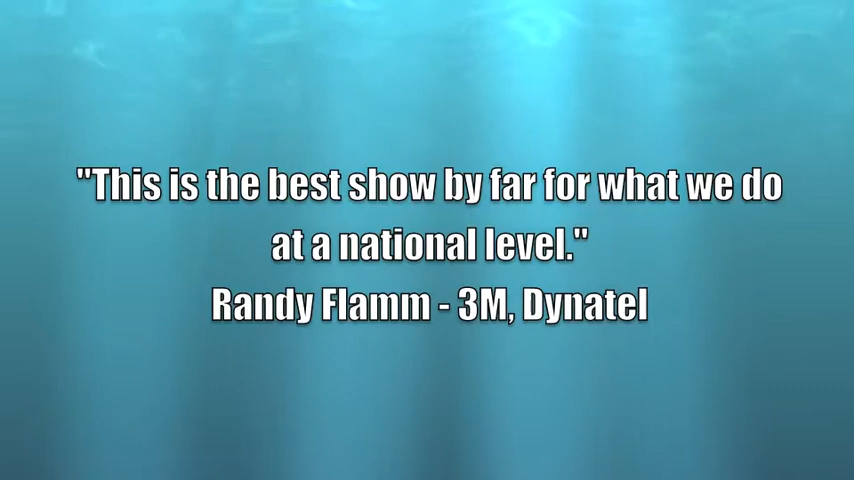 "This is the best show by far for what we do
at a national level."
Randy Flamm - 3M, Dynatel